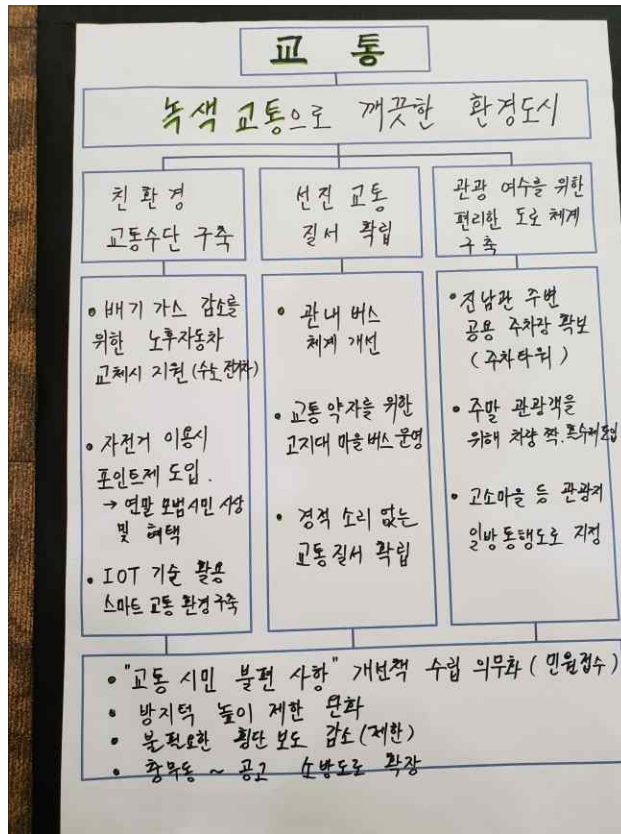 교 통
녹색 교통으로 깨끗한 환경도시
친환경
교통수단 구축
선진 교통
질서 확립
관광 여수를 위한
편리한 도로 체계
구축
• 배기 가스 감소를
위한 노후자동차
교체시 지원 (수소전기차)
• 자전거 이용시
포인트제 도입.
→ 연말 모범시민 시상
및 혜택
• IOT 기술 활용
스마트 교통 환경구축
• 관내 버스
체계 개선
• 교통 약자를 위한
고지대 마을버스 운영
• 경적 소리 없는
교통 질서 확립
• 진남관 주변
공용 주차장 확보
(주차타워)
• 주말 관광객을
위해 차량 짝.홀수제 도입
• 고소마을 등 관광지
일방통행도로 지정
• "교통 시민 불편 사항" 개선책 수립 의무화 (민원접수)
• 방지턱 높이 제한 완화
• 불필요한 횡단 보도 감소 (제한)
• 충무동 ~ 공고 소방도로 확장